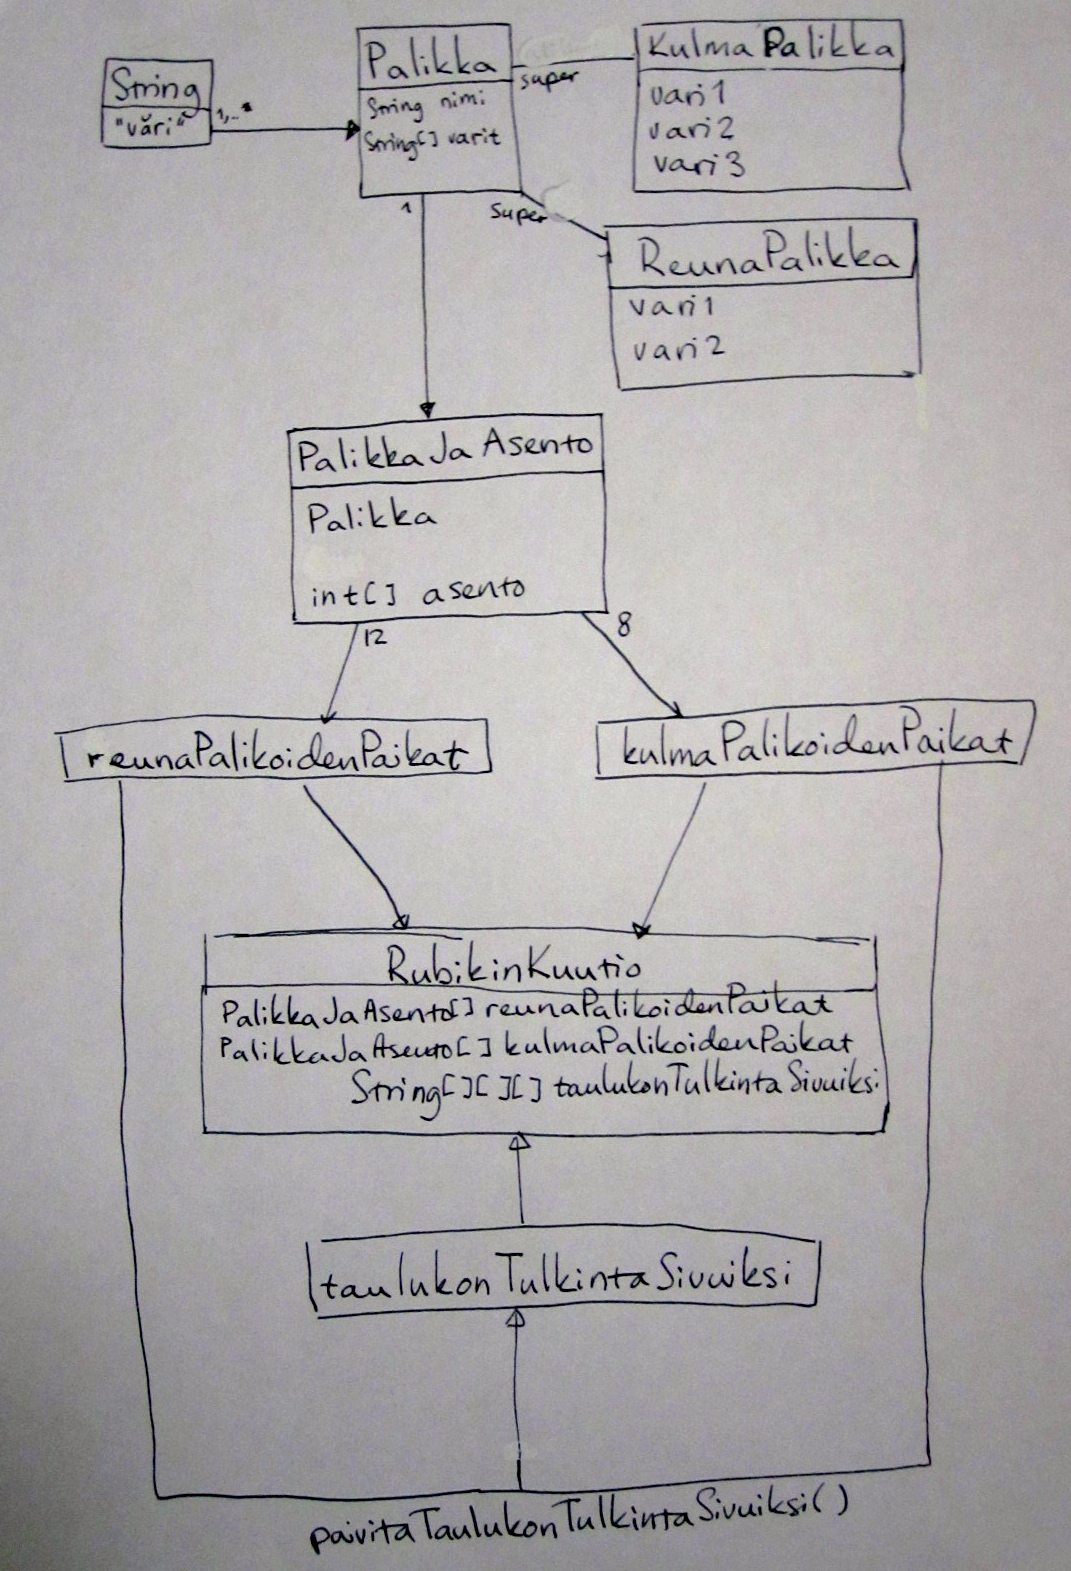 String
"väri"
1,..*
Palikka
String nimi
String[] varit
super
KulmaPalikka
vari1
vari2
vari3
1
super
ReunaPalikka
vari1
vari2
PalikkaJaAsento
Palikka
int[] asento
12
8
reunaPalikoidenPaikat
kulmaPalikoidenPaikat
RubikinKuutio
PalikkaJaAsento[] reunaPalikoidenPaikat
PalikkaJaAsento[] kulmaPalikoidenPaikat
String[][][] taulukonTulkintaSivuiksi
taulukonTulkintaSivuiksi
paivitaTaulukonTulkintaSivuiksi()